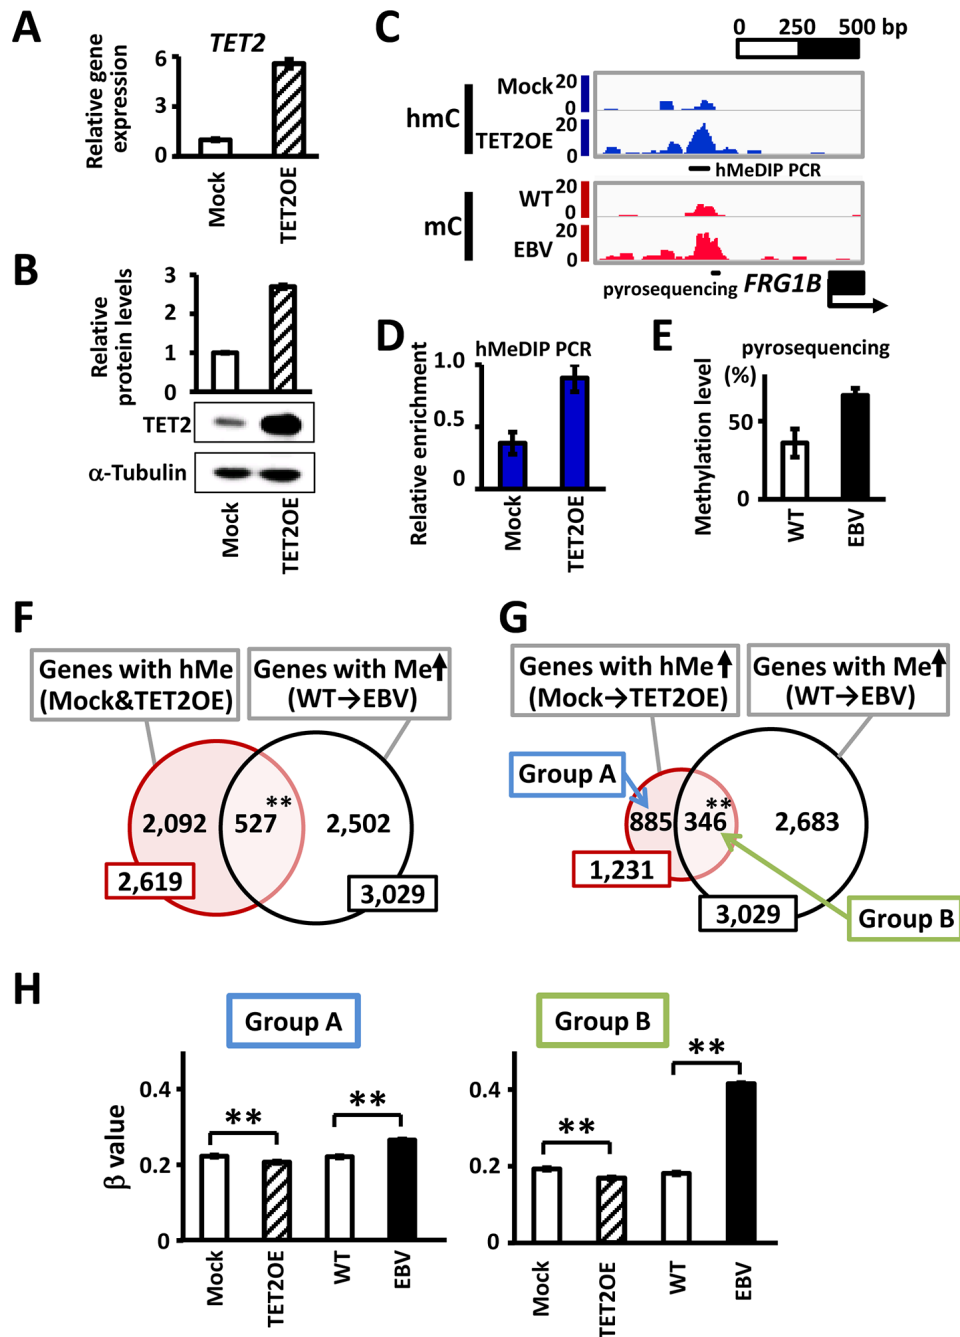 A
TET2
Relative gene
expression
6
3
0
Mock
TET2OE
B
Relative
protein levels
3
2
1
0
TET2
α-Tubulin
Mock
TET2OE
C
0 250 500 bp
hmC
Mock
20
0
TET2OE
20
0
hMeDIP PCR
mC
WT
20
0
EBV
20
0
pyrosequencing
FRG1B
D
hMeDIP PCR
Relative enrichment
1.0
0.5
0
Mock
TET2OE
E
pyrosequencing
(%)
Methylation level
50
0
WT
EBV
F
Genes with hMe
(Mock&TET2OE)
Genes with Me
(WT→EBV)
2,092
527
**
2,502
2,619
3,029
G
Genes with hMe
(Mock→TET2OE)
Genes with Me
(WT→EBV)
Group A
885
346
**
2,683
1,231
3,029
Group B
H
Group A
β value
0.4
0.2
0
**
**
Mock
TET2OE
WT
EBV
Group B
0.4
0.2
0
**
**
Mock
TET2OE
WT
EBV